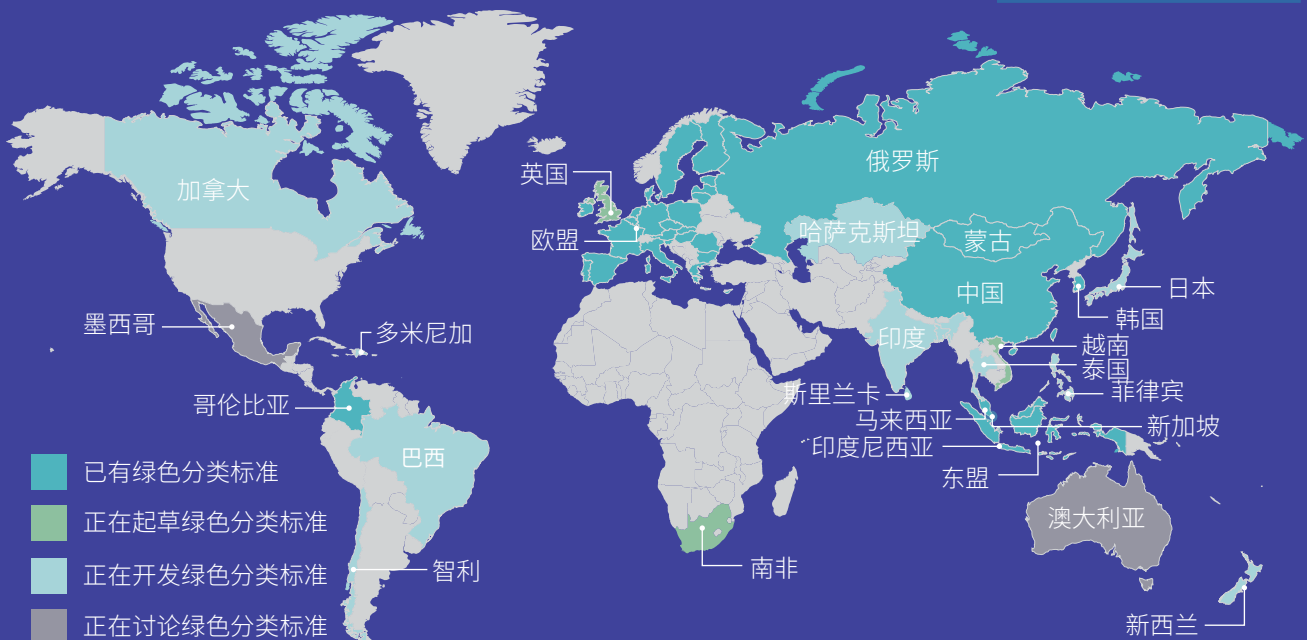 加拿大
英国
俄罗斯
欧盟
哈萨克斯坦
蒙古
中国
日本
韩国
墨西哥
多米尼加
印度
越南
泰国
菲律宾
哥伦比亚
斯里兰卡
马来西亚
新加坡
印度尼西亚
巴西
东盟
已有绿色分类标准
正在起草绿色分类标准
澳大利亚
正在开发绿色分类标准
智利
南非
正在讨论绿色分类标准
新西兰